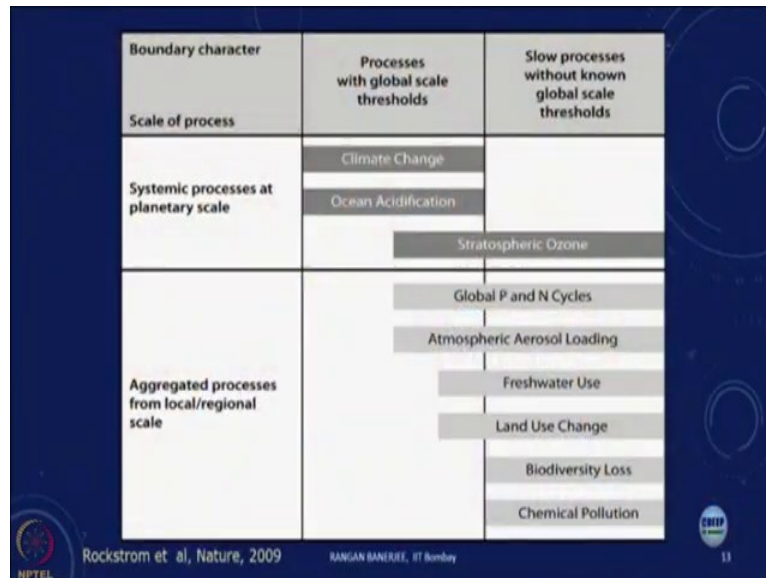 Boundary character
Scale of process
Processes
with global scale
thresholds
Slow processes
without known
global scale
thresholds
Systemic processes at
planetary scale
Climate Change
Ocean Acidification
Stratospheric Ozone
Aggregated processes
from local/regional
scale
Global P and N Cycles
Atmospheric Aerosol Loading
Freshwater Use
Land Use Change
Biodiversity Loss
Chemical Pollution
NPTEL
Rockstrom et al, Nature, 2009
RANGAN BANERJEE, IIT Bombay
CDEEP
13